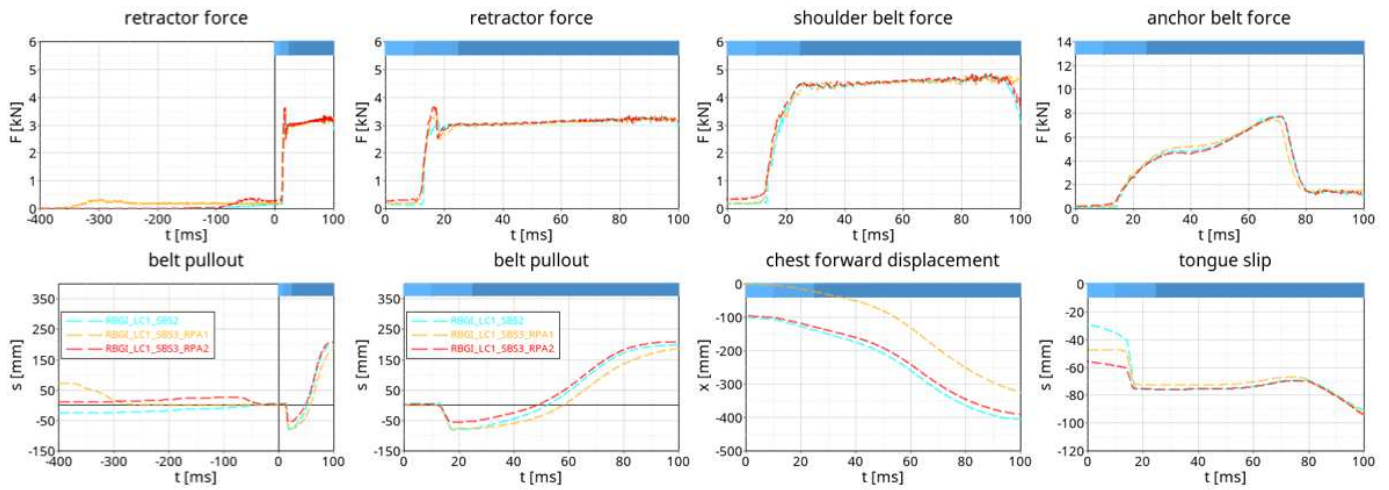 retractor force
retractor force
shoulder belt force
anchor belt force
6
5
4
3
2
1
0
F [kN]
-400 -300 -200 -100 0 100
t [ms]
6
5
4
3
2
1
0
F [kN]
0 20 40 60 80 100
t [ms]
6
5
4
3
2
1
0
F [kN]
0 20 40 60 80 100
t [ms]
14
12
10
8
6
4
2
0
F [kN]
0 20 40 60 80 100
t [ms]
belt pullout
belt pullout
chest forward displacement
tongue slip
350
250
150
50
-50
-150
s [mm]
RBGI_LC1_SBS2
RBGI_LC1_SBS3_RPA1
RBGI_LC1_SBS3_RPA2
-400 -300 -200 -100 0 100
t [ms]
350
250
150
50
-50
-150
s [mm]
RBGI_LC1_SBS2
RBGI_LC1_SBS3_RPA1
RBGI_LC1_SBS3_RPA2
0 20 40 60 80 100
t [ms]
0
-100
-200
-300
-400
-500
x [mm]
0 20 40 60 80 100
t [ms]
0
-20
-40
-60
-80
-100
-120
s [mm]
0 20 40 60 80 100
t [ms]